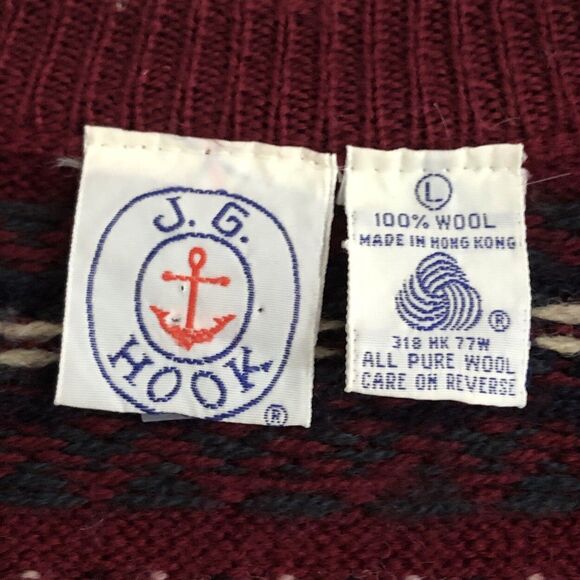 J. G.
HOOK
®
L
100% WOOL
MADE IN HONG KONG
®
318 HK 77W
ALL PURE WOOL
CARE ON REVERSE